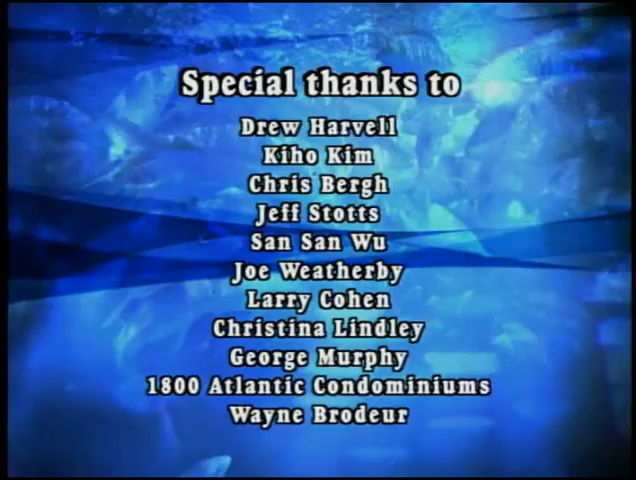 Special thanks to
Drew Harvell
Kiho Kim
Chris Bergh
Jeff Stotts
San San Wu
Joe Weatherby
Larry Cohen
Christina Lindley
George Murphy
1800 Atlantic Condominiums
Wayne Brodeur